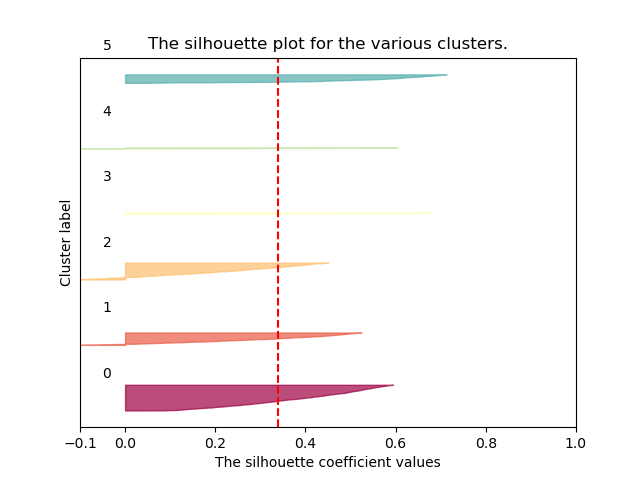 The silhouette plot for the various clusters.
5
4
3
2
1
0
Cluster label
−0.1 0.0 0.2 0.4 0.6 0.8 1.0
The silhouette coefficient values